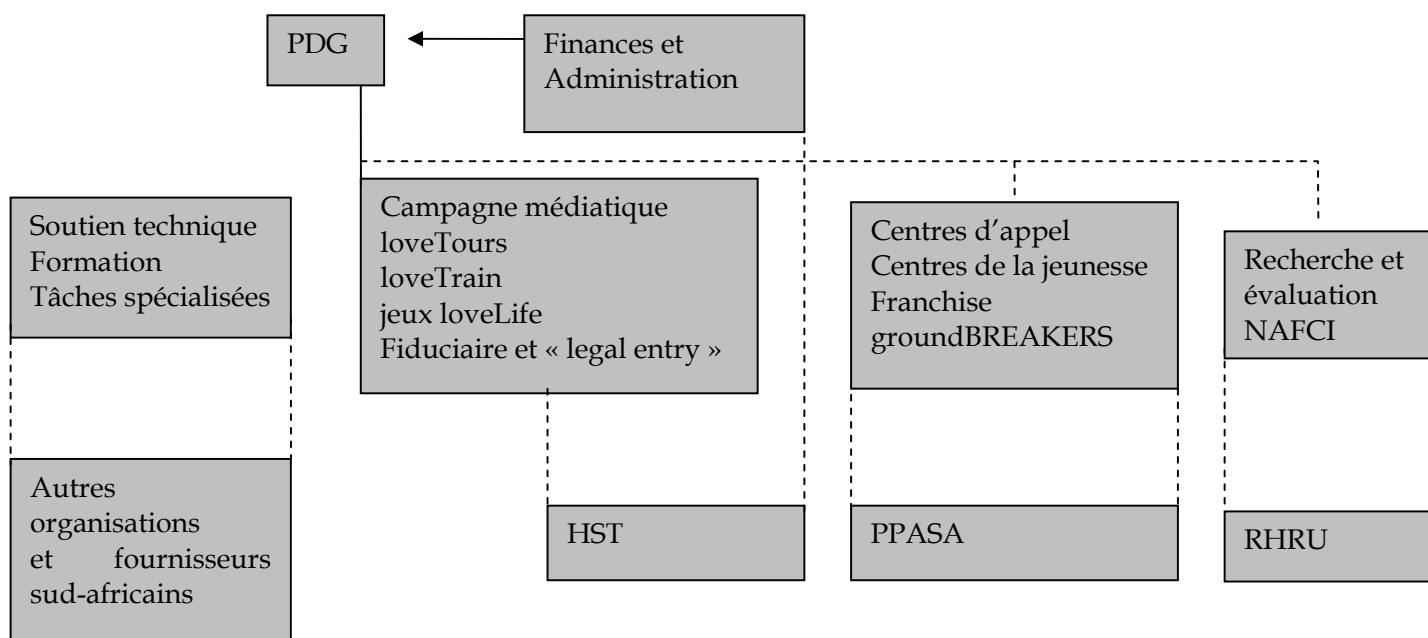 PDG
Finances et
Administration
Soutien technique
Formation
Tâches spécialisées
Campagne médiatique
loveTours
loveTrain
jeux loveLife
Fiduciaire et « legal entry »
Centres d’appel
Centres de la jeunesse
Franchise
groundBREAKERS
Recherche et
évaluation
NAFCI
Autres
organisations
et fournisseurs
sud-africains
HST
PPASA
RHRU